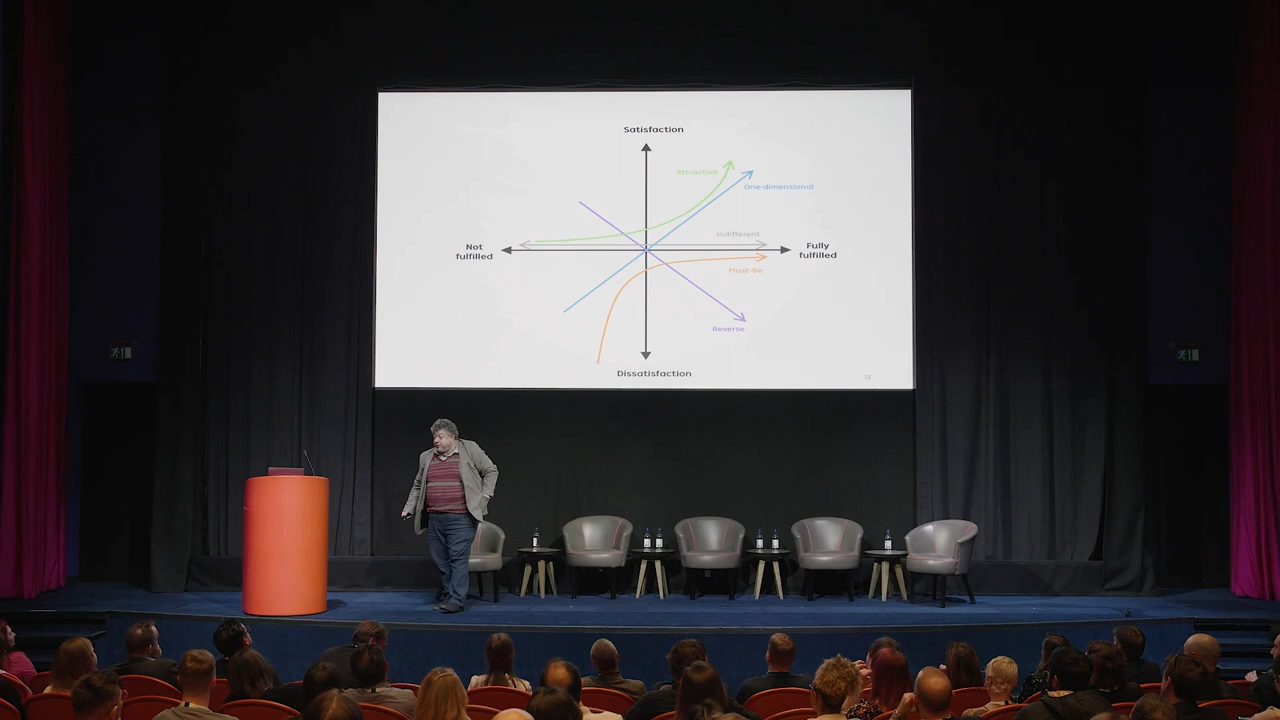 Satisfaction
Attractive
One-dimensional
Indifferent
Not
fulfilled
Fully
fulfilled
Must-Be
Reverse
Dissatisfaction